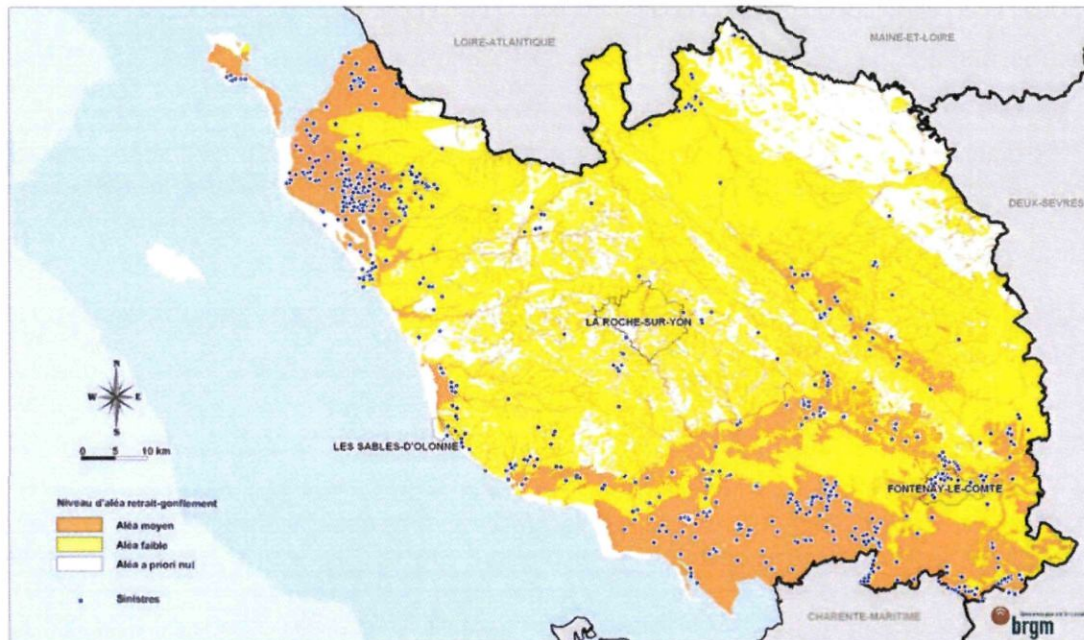 LOIRE-ATLANTIQUE
MAINE-ET-LOIRE
DEUX-SEVRES
LA ROCHE-SUR-YON
N
W E
S
0 5 10 km
LES SABLES-D'OLONNE
FONTENAY-LE-COMTE
Niveau d'aléa retrait-gonflement
Aléa moyen
Aléa faible
Aléa a priori nul
Sinistres
CHARENTE-MARITIME
brgm